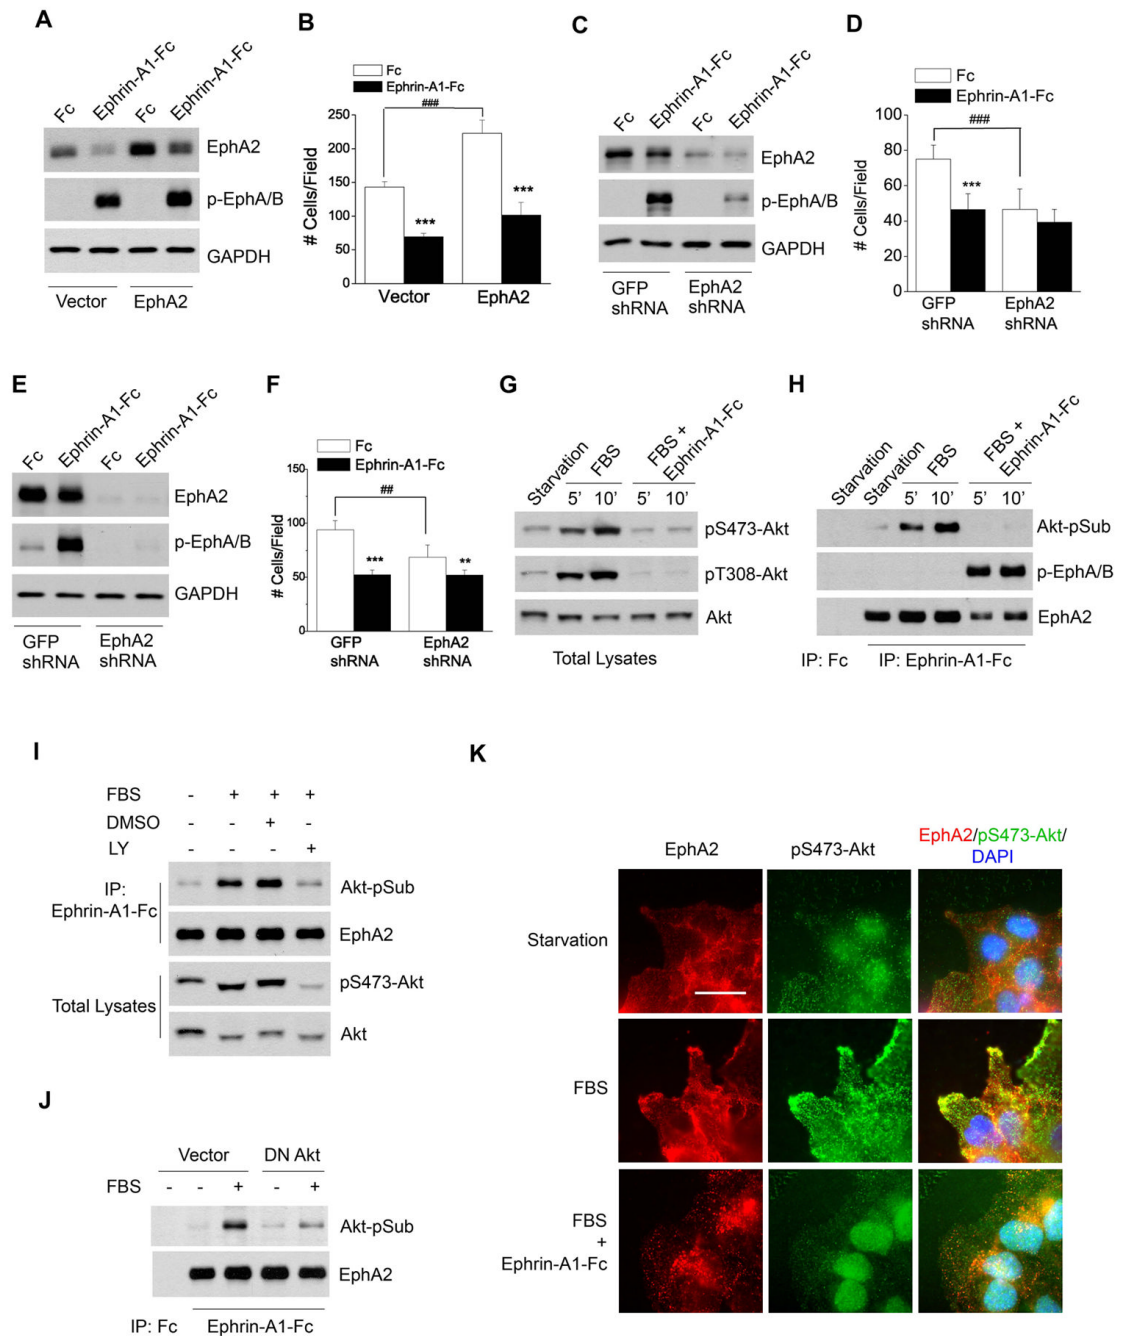 A
Fc
Ephrin-A1-Fc
Fc
Ephrin-A1-Fc
EphA2
p-EphA/B
GAPDH
Vector
EphA2
B
Fc
Ephrin-A1-Fc
###
# Cells/Field
250
200
150
100
50
0
***
***
Vector
EphA2
C
Fc
Ephrin-A1-Fc
Fc
Ephrin-A1-Fc
EphA2
p-EphA/B
GAPDH
GFP
shRNA
EphA2
shRNA
D
Fc
Ephrin-A1-Fc
###
# Cells/Field
100
80
60
40
20
0
***
GFP
shRNA
EphA2
shRNA
E
Fc
Ephrin-A1-Fc
Fc
Ephrin-A1-Fc
EphA2
p-EphA/B
GAPDH
GFP
shRNA
EphA2
shRNA
F
Fc
Ephrin-A1-Fc
##
# Cells/Field
150
100
50
0
***
**
GFP
shRNA
EphA2
shRNA
G
Starvation
FBS
FBS +
Ephrin-A1-Fc
5' 10' 5' 10'
pS473-Akt
pT308-Akt
Akt
Total Lysates
H
Starvation
Starvation
FBS
FBS +
Ephrin-A1-Fc
5' 10' 5' 10'
Akt-pSub
p-EphA/B
EphA2
IP: Fc IP: Ephrin-A1-Fc
I
FBS - + + +
DMSO - - + -
LY - - - +
IP:
Ephrin-A1-Fc
Akt-pSub
EphA2
Total Lysates
pS473-Akt
Akt
J
Vector DN Akt
FBS - - + - +
Akt-pSub
EphA2
IP: Fc Ephrin-A1-Fc
K
EphA2
pS473-Akt
EphA2/pS473-Akt/
DAPI
Starvation
FBS
FBS
+
Ephrin-A1-Fc